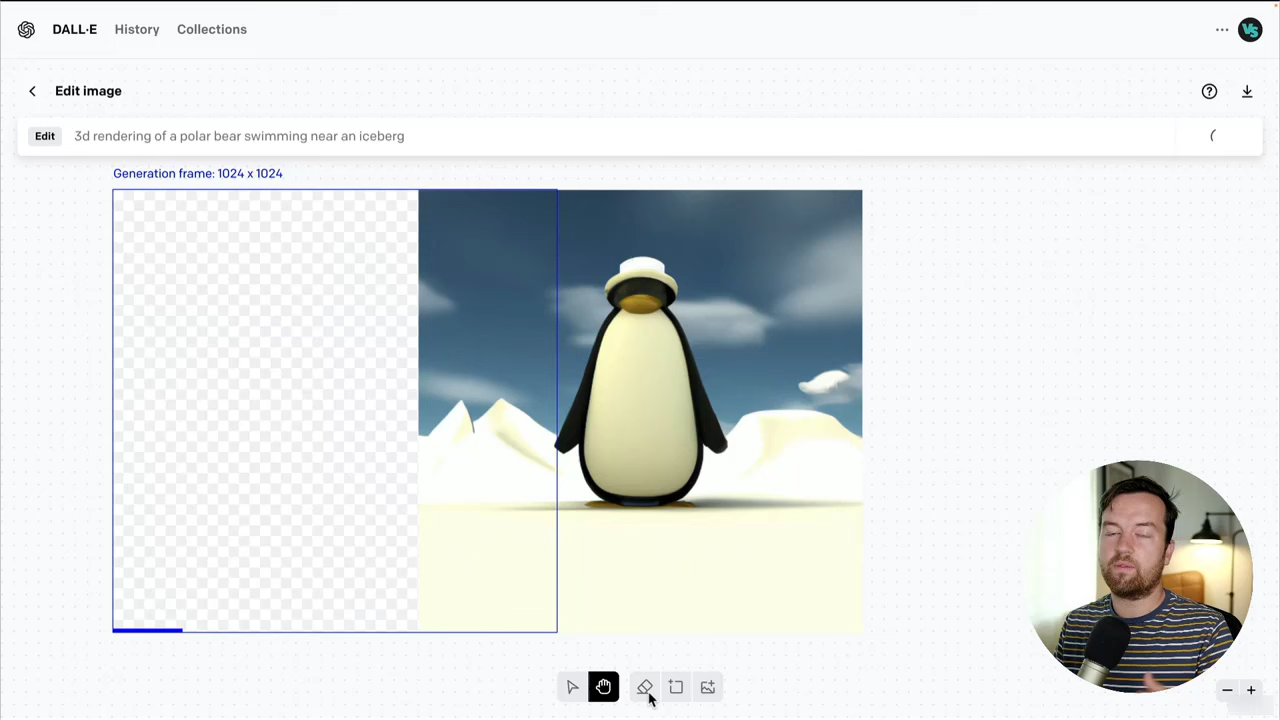 DALL·E History Collections
VS
Edit image
Edit 3d rendering of a polar bear swimming near an iceberg
Generation frame: 1024 x 1024